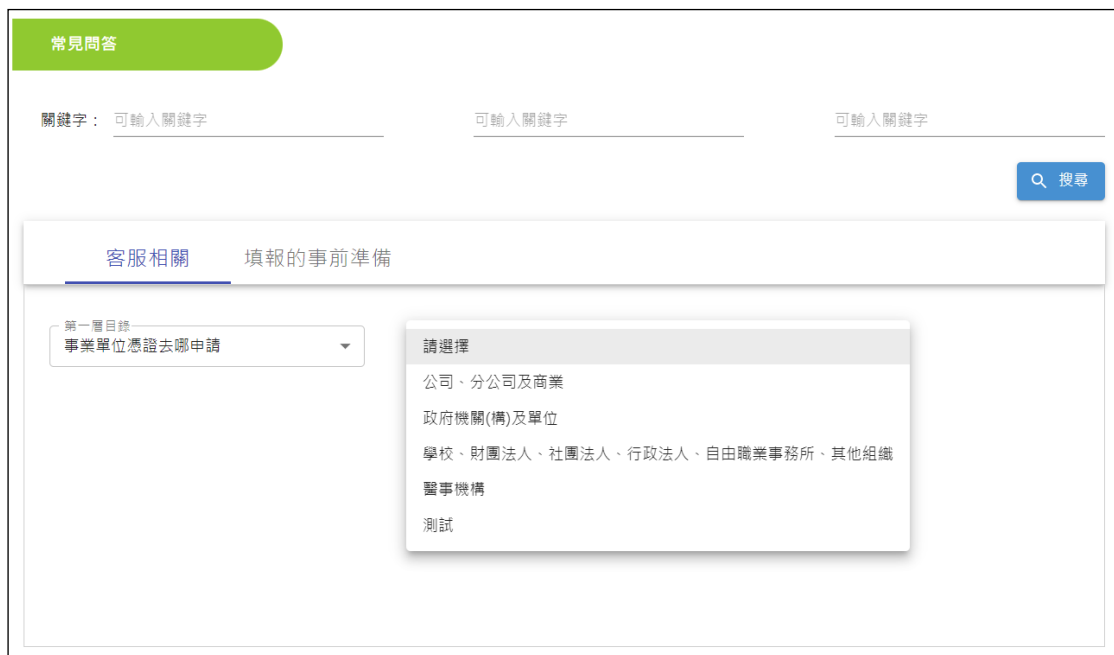 常見問答
關鍵字： 可輸入關鍵字 可輸入關鍵字 可輸入關鍵字
搜尋
客服相關 填報的事前準備
第一層目錄
事業單位憑證去哪申請
請選擇
公司、分公司及商業
政府機關(構)及單位
學校、財團法人、社團法人、行政法人、自由職業事務所、其他組織
醫事機構
測試